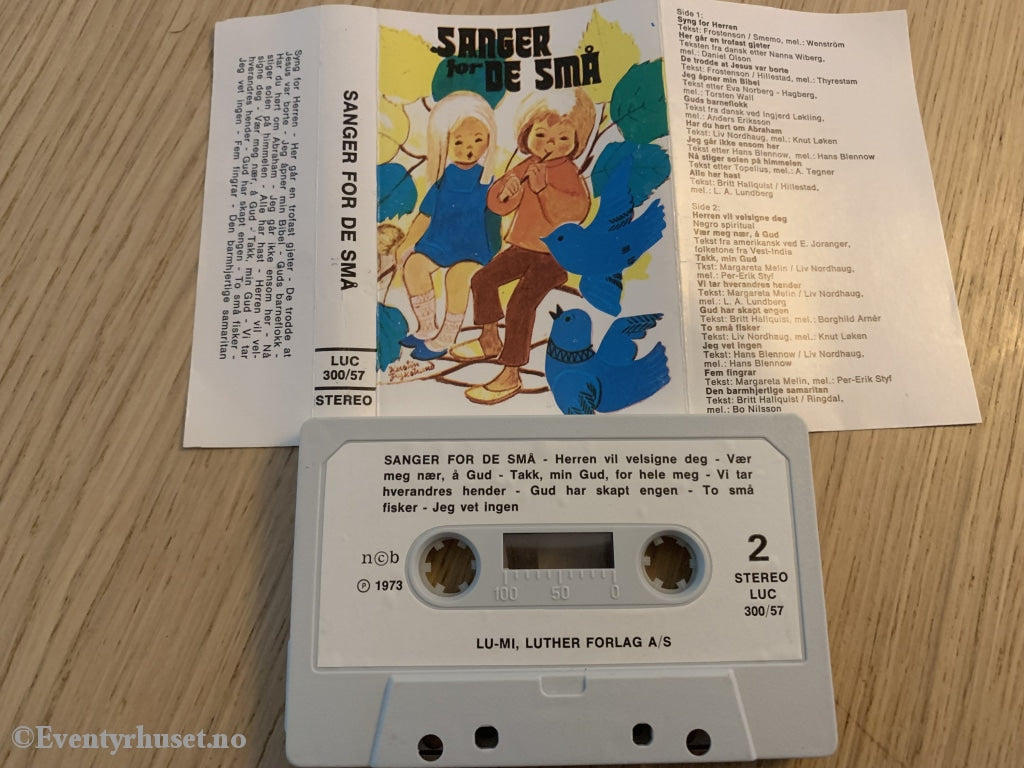 Syng for Herren - Her går en trofast gjeter - De trodde at
Jesus var borte - Jeg åpner min Bibel - Guds barneflokk -
Har du hørt om Abraham - Jeg går ikke ensom her - Nå
stiger solen på himmelen - Alle har hast - Herren vil vel-
signe deg - Vær meg nær, å Gud - Takk, min Gud - Vi tar
hverandres hender - Gud har skapt engen - To små fisker -
Jeg vet ingen - Fem fingrar - Den barmhjertige samaritan
SANGER FOR DE SMÅ
LUC
300/57
STEREO
SANGER
for DE SMÅ
Side 1:
Syng for Herren
Tekst: Frostenson / Smemo, mel.: Wenström
Her går en trofast gjeter
Teksten fra dansk etter Nanna Wiberg,
mel.: Daniel Olson
De trodde at Jesus var borte
Tekst: Frostenson / Hillestad, mel.: Thyrestam
Jeg åpner min Bibel
Tekst etter Eva Norberg - Hagberg,
mel.: Torsten Wall
Guds barneflokk
Tekst fra dansk ved Ingjerd Løkling,
mel.: Anders Eriksson
Har du hørt om Abraham
Tekst: Liv Nordhaug, mel.: Knut Løken
Jeg går ikke ensom her
Tekst etter Hans Blennow, mel.: Hans Blennow
Nå stiger solen på himmelen
Tekst etter Topelius, mel.: A. Tegner
Alle har hast
Tekst: Britt Hallquist / Hillestad,
mel.: L. A. Lundberg
Side 2:
Herren vil velsigne deg
Negro spiritual
Vær meg nær, å Gud
Tekst fra amerikansk ved E. Joranger,
folketone fra Vest-India
Takk, min Gud
Tkst: Margareta Melin / Liv Nordhaug,
mel.: Per-Erik Styf
Vi tar hverandres hender
Tekst: Margareta Melin / Liv Nordhaug,
mel.: L. A. Lundberg
Gud har skapt engen
Tekst: Britt Hallquist, mel.: Borghild Arnér
To små fisker
Tekst: Liv Nordhaug, mel.: Knut Løken
Jeg vet ingen
Tekst: Hans Blennow / Liv Nordhaug,
mel.: Hans Blennow
Fem fingrar
Tekst: Margareta Melin, mel.: Per-Erik Styf
Den barmhjertige samaritan
Tekst: Britt Hallquist / Ringdal,
mel.: Bo Nilsson
SANGER FOR DE SMÅ - Herren vil velsigne deg - Vær
meg nær, å Gud - Takk, min Gud, for hele meg - Vi tar
hverandres hender - Gud har skapt engen - To små
fisker - Jeg vet ingen
n©b
℗ 1973
100 50 0
2
STEREO
LUC
300/57
LU-MI, LUTHER FORLAG A/S
©Eventyrhuset.no